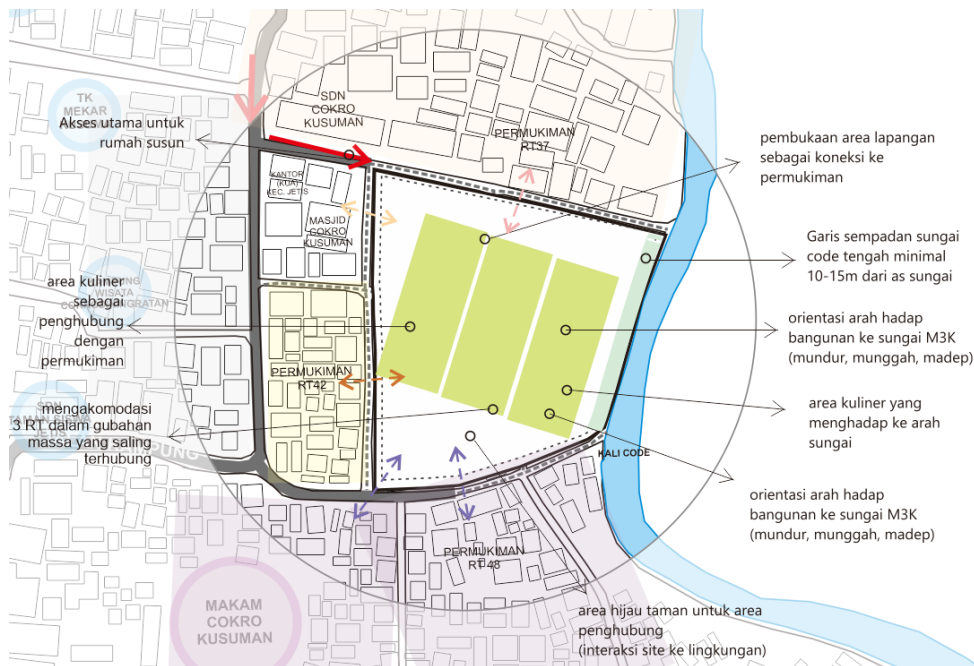 TK
MEKAR
Akses utama untuk
rumah susun
SDN
COKRO
KUSUMAN
PERMUKIMAN
RT37
KANTOR
(KUA)
KEC. JETIS
MASJID
COKRO
KUSUMAN
pembukaan area lapangan
sebagai koneksi ke
permukiman
Garis sempadan sungai
code tengah minimal
10-15m dari as sungai
area kuliner
sebagai
penghubung
dengan
permukiman
WISATA
orientasi arah hadap
bangunan ke sungai M3K
(mundur, munggah, madep)
PERMUKIMAN
RT42
SDN
TAMAN SISWA
JETIS
mengakomodasi
3 RT dalam gubahan
massa yang saling
terhubung
area kuliner yang
menghadap ke arah
sungai
KALI CODE
orientasi arah hadap
bangunan ke sungai M3K
(mundur, munggah, madep)
PERMUKIMAN
RT 48
MAKAM
COKRO
KUSUMAN
area hijau taman untuk area
penghubung
(interaksi site ke lingkungan)